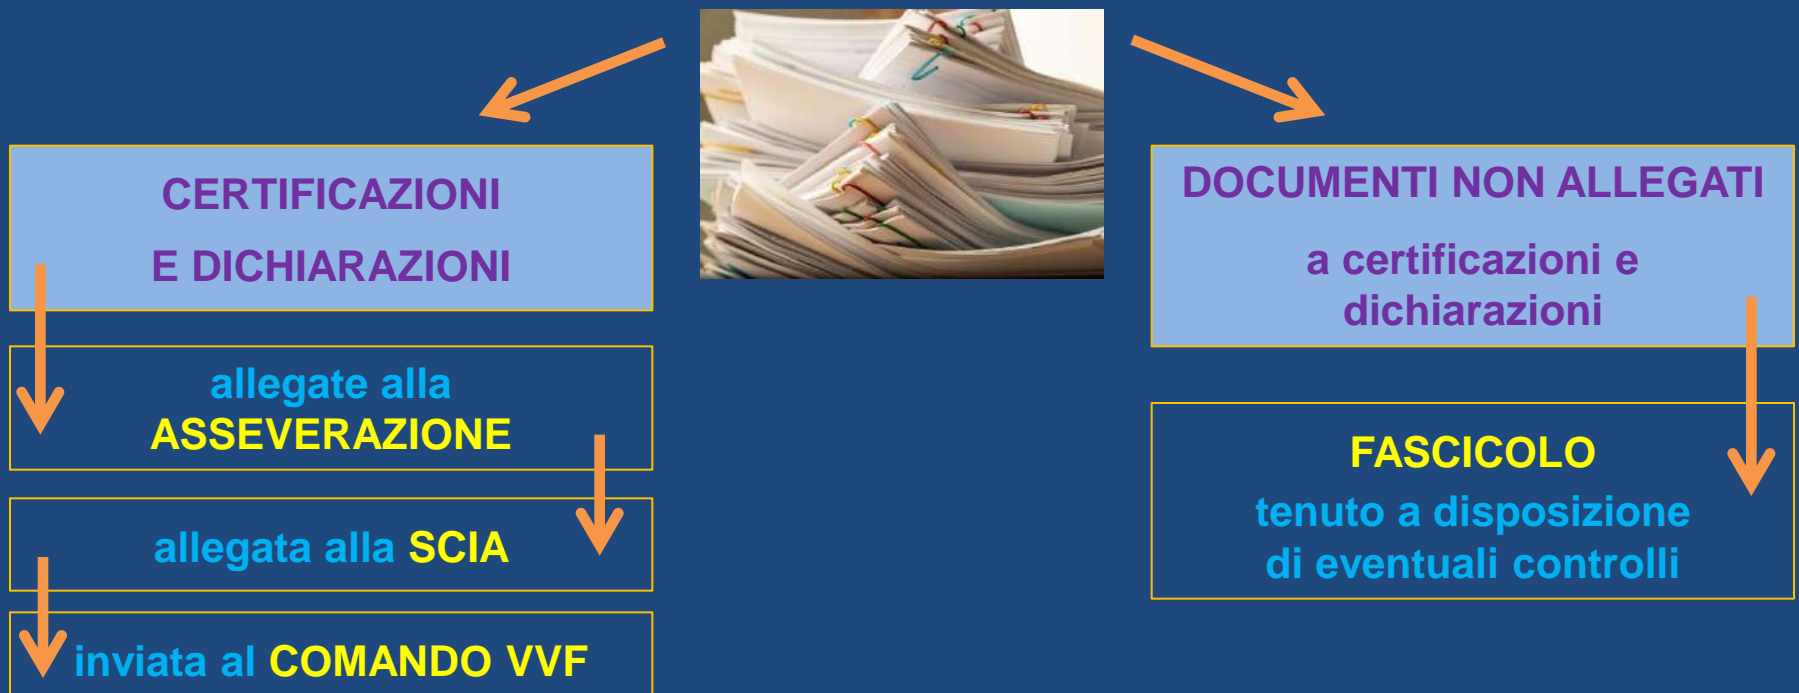 CERTIFICAZIONI
E DICHIARAZIONI
allegate alla
ASSEVERAZIONE
allegata alla SCIA
inviata al COMANDO VVF
DOCUMENTI NON ALLEGATI
a certificazioni e
dichiarazioni
FASCICOLO
tenuto a disposizione
di eventuali controlli